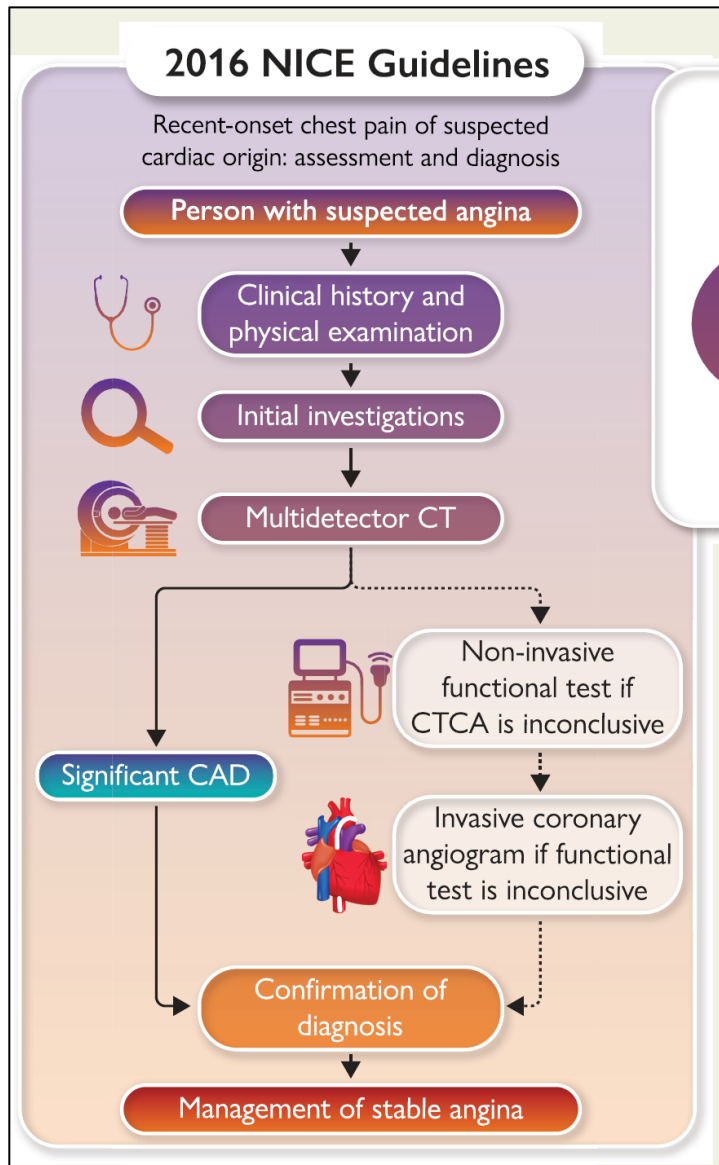 2016 NICE Guidelines
Recent-onset chest pain of suspected
cardiac origin: assessment and diagnosis
Person with suspected angina
Clinical history and
physical examination
Initial investigations
Multidetector CT
Non-invasive
functional test if
CTCA is inconclusive
Significant CAD
Invasive coronary
angiogram if functional
test is inconclusive
Confirmation of
diagnosis
Management of stable angina